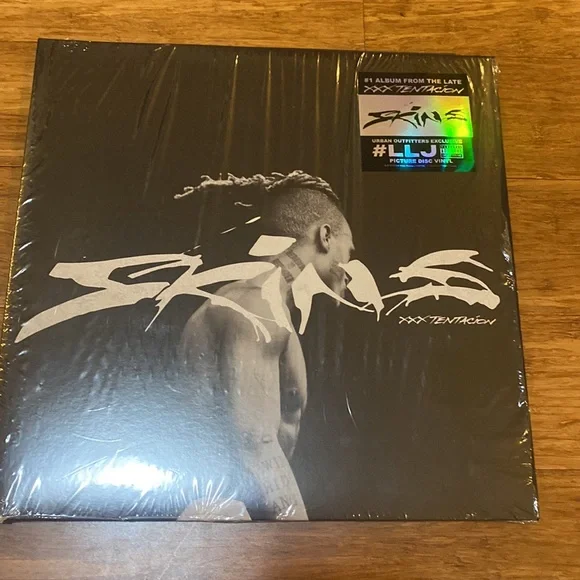 #1 ALBUM FROM THE LATE
XXXTENTACION
SKINS
URBAN OUTFITTERS EXCLUSIVE
#LLJ
PICTURE DISC VINYL
SKINS
XXXTENTACION